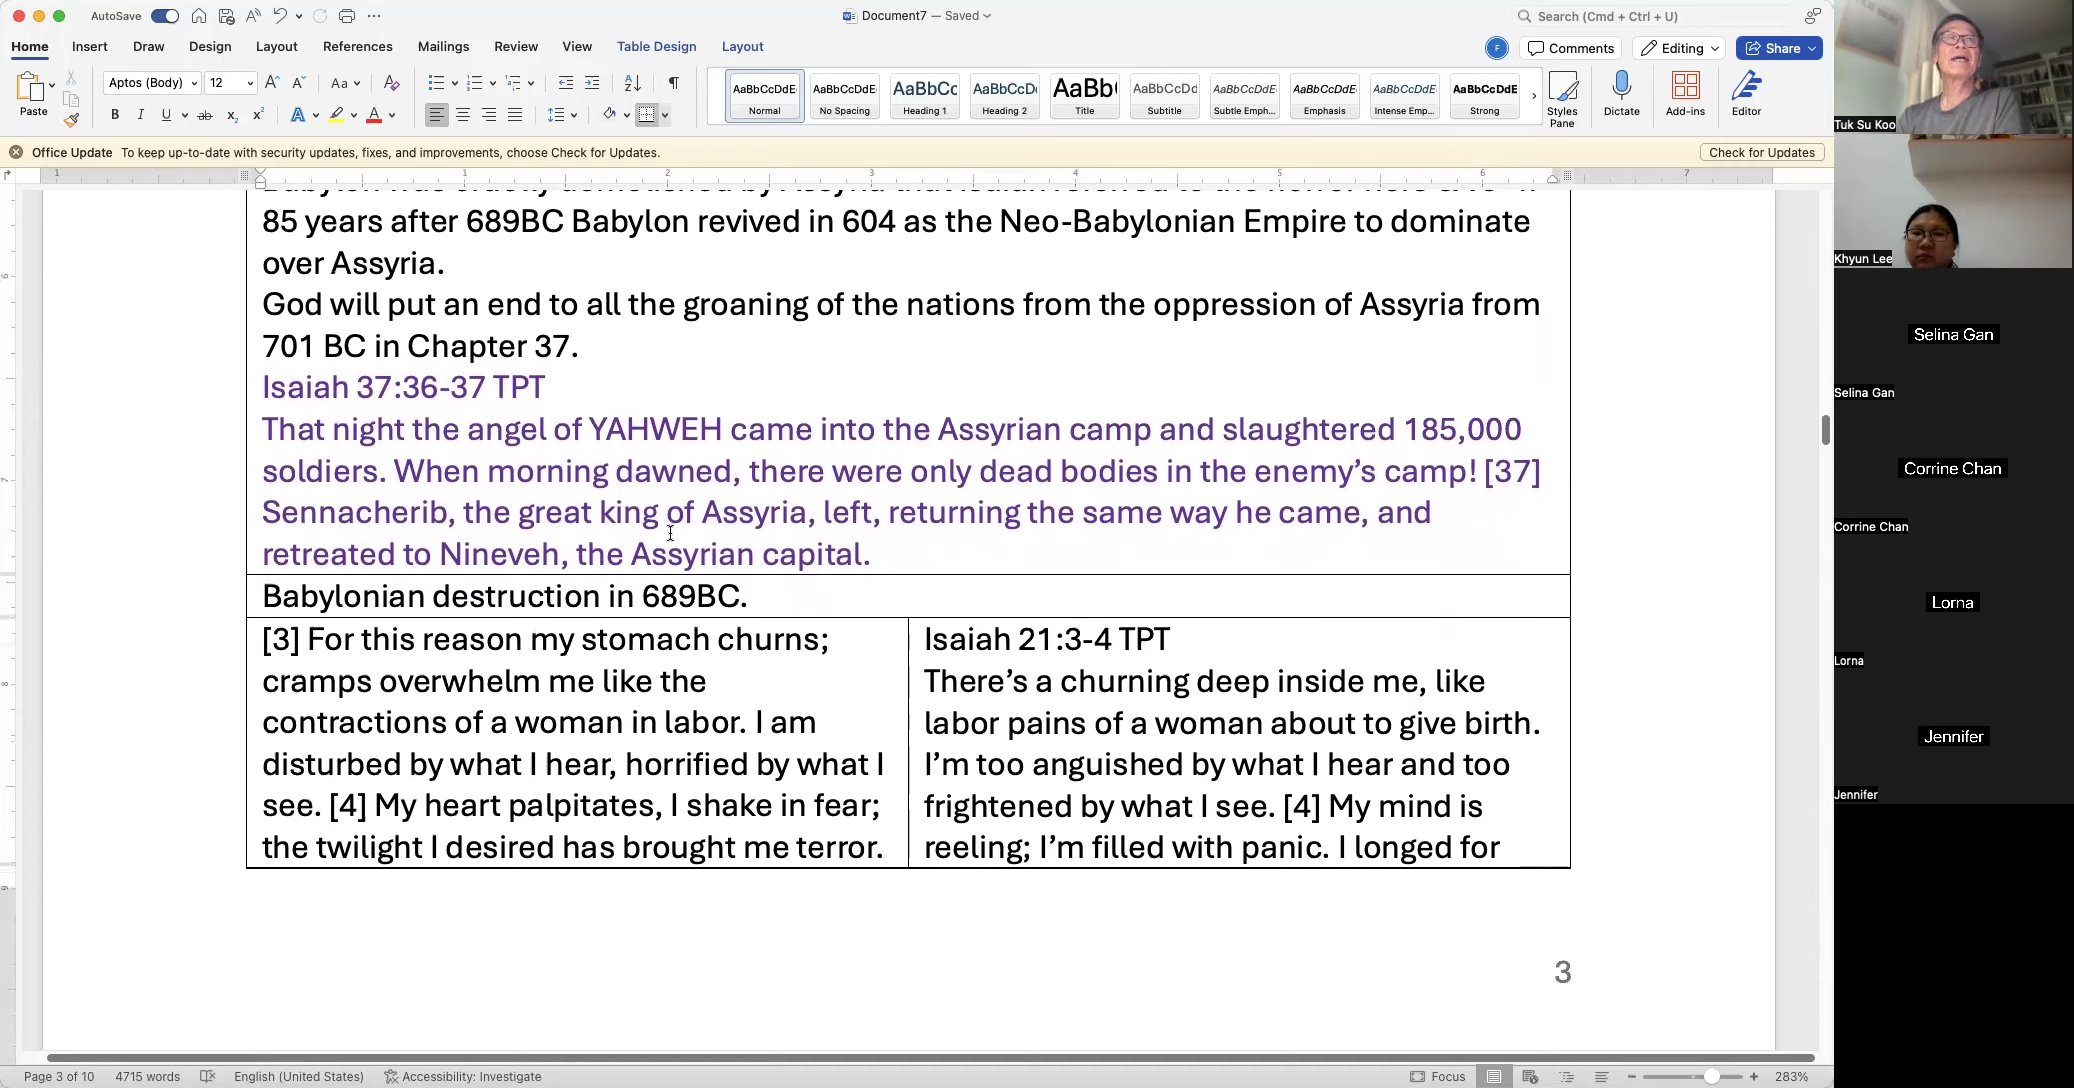 AutoSave
Document7 — Saved
Search (Cmd + Ctrl + U)
Home Insert Draw Design Layout References Mailings Review View Table Design Layout
F
Comments
Editing
Share
Paste
Aptos (Body) 12
AaBbCcDdE AaBbCcDdE AaBbCc AaBbCcD AaBb AaBbCcDd AaBbCcDdE AaBbCcDdE AaBbCcDdE AaBbCcDdE
Normal No Spacing Heading 1 Heading 2 Title Subtitle Subtle Emph... Emphasis Intense Emp... Strong
Styles Pane
Dictate
Add-ins
Editor
Office Update To keep up-to-date with security updates, fixes, and improvements, choose Check for Updates.
Check for Updates
85 years after 689BC Babylon revived in 604 as the Neo-Babylonian Empire to dominate
over Assyria.
God will put an end to all the groaning of the nations from the oppression of Assyria from
701 BC in Chapter 37.
Isaiah 37:36-37 TPT
That night the angel of YAHWEH came into the Assyrian camp and slaughtered 185,000
soldiers. When morning dawned, there were only dead bodies in the enemy’s camp! [37]
Sennacherib, the great king of Assyria, left, returning the same way he came, and
retreated to Nineveh, the Assyrian capital.
Babylonian destruction in 689BC.
[3] For this reason my stomach churns;
cramps overwhelm me like the
contractions of a woman in labor. I am
disturbed by what I hear, horrified by what I
see. [4] My heart palpitates, I shake in fear;
the twilight I desired has brought me terror.
Isaiah 21:3-4 TPT
There’s a churning deep inside me, like
labor pains of a woman about to give birth.
I’m too anguished by what I hear and too
frightened by what I see. [4] My mind is
reeling; I’m filled with panic. I longed for
3
Page 3 of 10 4715 words English (United States) Accessibility: Investigate
Focus
283%
Tuk Su Koo
Khyun Lee
Selina Gan
Selina Gan
Corrine Chan
Corrine Chan
Lorna
Lorna
Jennifer
Jennifer